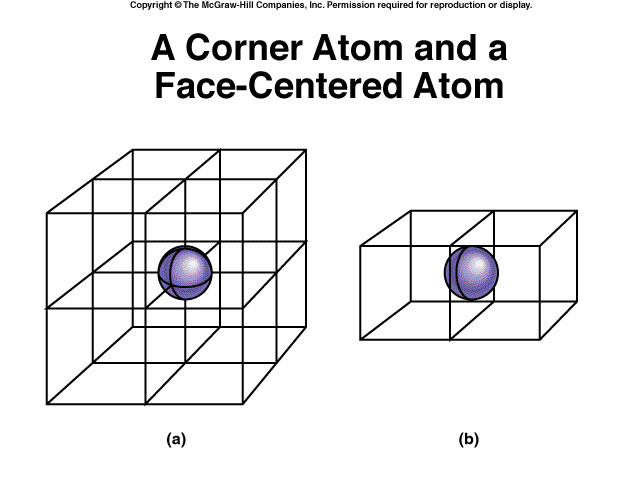 Copyright © The McGraw-Hill Companies, Inc. Permission required for reproduction or display.
A Corner Atom and a
Face-Centered Atom
(a)
(b)